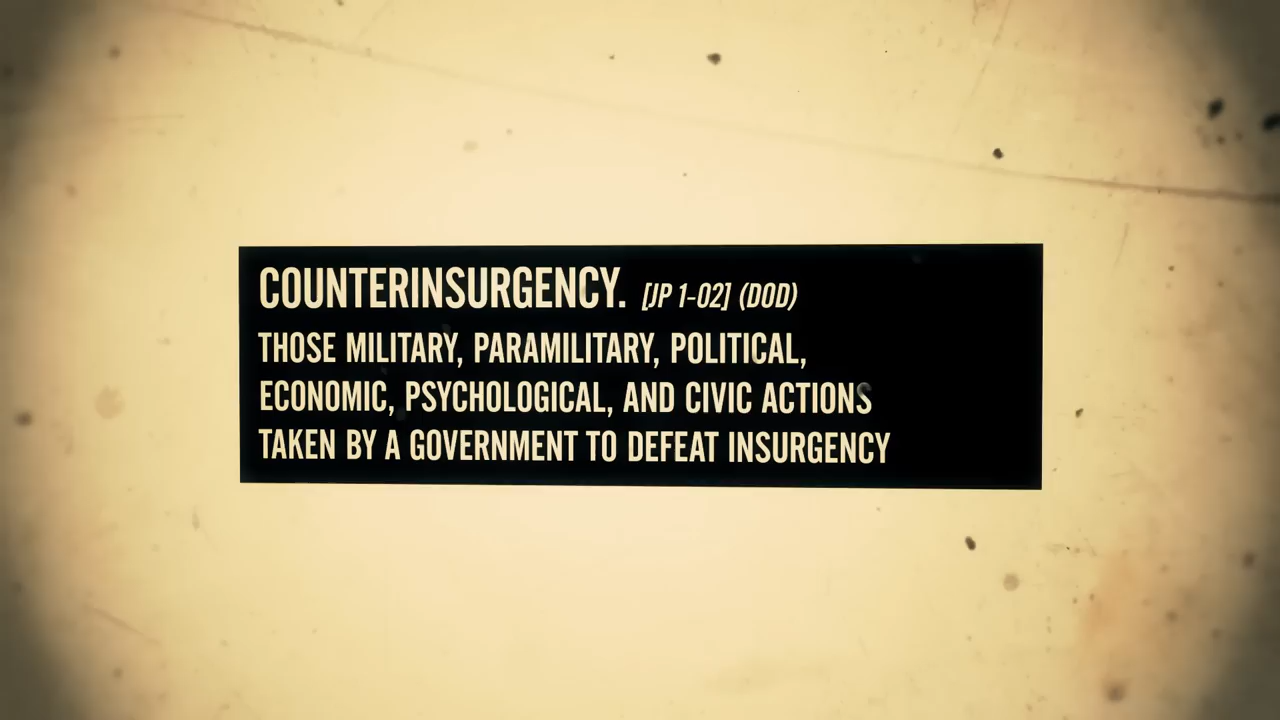 COUNTERINSURGENCY. [JP 1-02] (DOD)
THOSE MILITARY, PARAMILITARY, POLITICAL,
ECONOMIC, PSYCHOLOGICAL, AND CIVIC ACTIONS
TAKEN BY A GOVERNMENT TO DEFEAT INSURGENCY